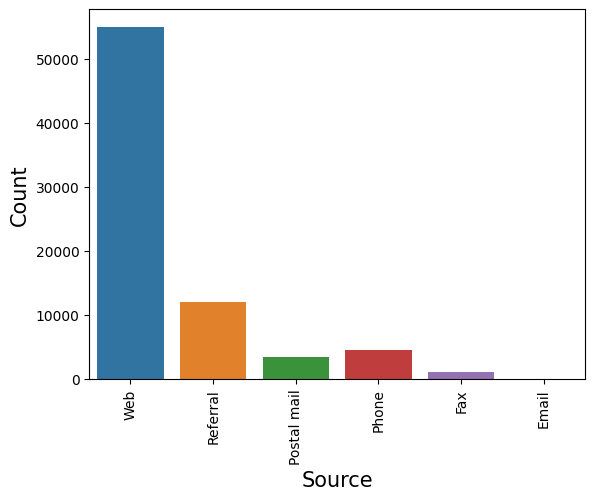 50000
40000
30000
20000
10000
0
Count
Web
Referral
Postal mail
Phone
Fax
Email
Source